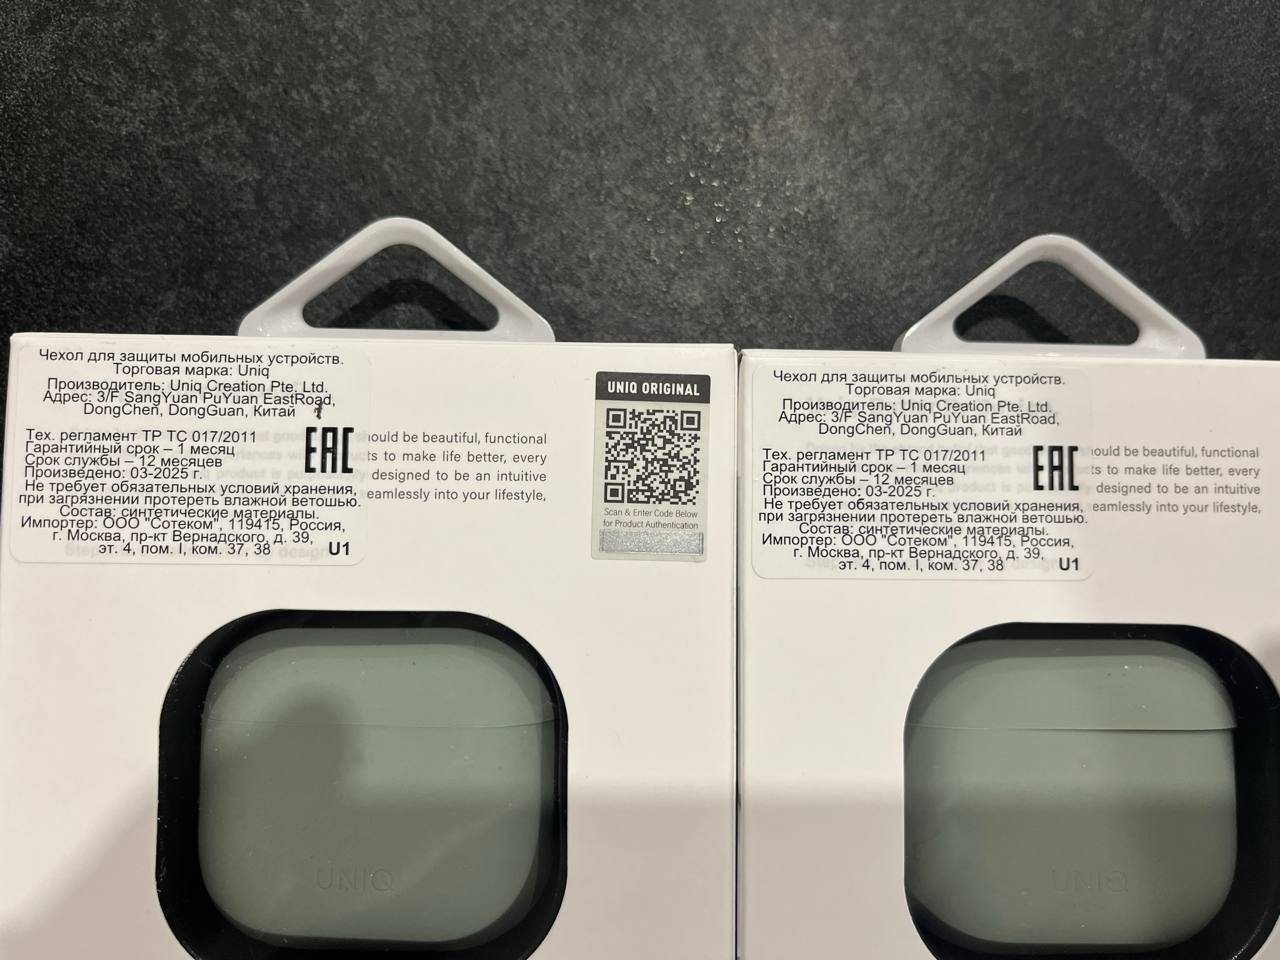 Чехол для защиты мобильных устройств.
Торговая марка: Uniq
Производитель: Uniq Creation Pte. Ltd.
Адрес: 3/F SangYuan PuYuan EastRoad,
DongChen, DongGuan, Китай
Тех. регламент ТР ТС 017/2011
Гарантийный срок – 1 месяц
Срок службы – 12 месяцев
Произведено: 03-2025 г.
Не требует обязательных условий хранения,
при загрязнении протереть влажной ветошью.
Состав: синтетические материалы.
Импортер: ООО "Сотеком", 119415, Россия,
г. Москва, пр-кт Вернадского, д. 39,
эт. 4, пом. I, ком. 37, 38 U1
EAC
should be beautiful, functional
to make life better, every
designed to be an intuitive
seamlessly into your lifestyle,
UNIQ ORIGINAL
Scan & Enter Code Below
for Product Authentication
UNIQ
Чехол для защиты мобильных устройств.
Торговая марка: Uniq
Производитель: Uniq Creation Pte. Ltd.
Адрес: 3/F SangYuan PuYuan EastRoad,
DongChen, DongGuan, Китай
Тех. регламент ТР ТС 017/2011
Гарантийный срок – 1 месяц
Срок службы – 12 месяцев
Произведено: 03-2025 г.
Не требует обязательных условий хранения,
при загрязнении протереть влажной ветошью.
Состав: синтетические материалы.
Импортер: ООО "Сотеком", 119415, Россия,
г. Москва, пр-кт Вернадского, д. 39,
эт. 4, пом. I, ком. 37, 38 U1
EAC
should be beautiful, functional
to make life better, every
designed to be an intuitive
seamlessly into your lifestyle,
UNIQ